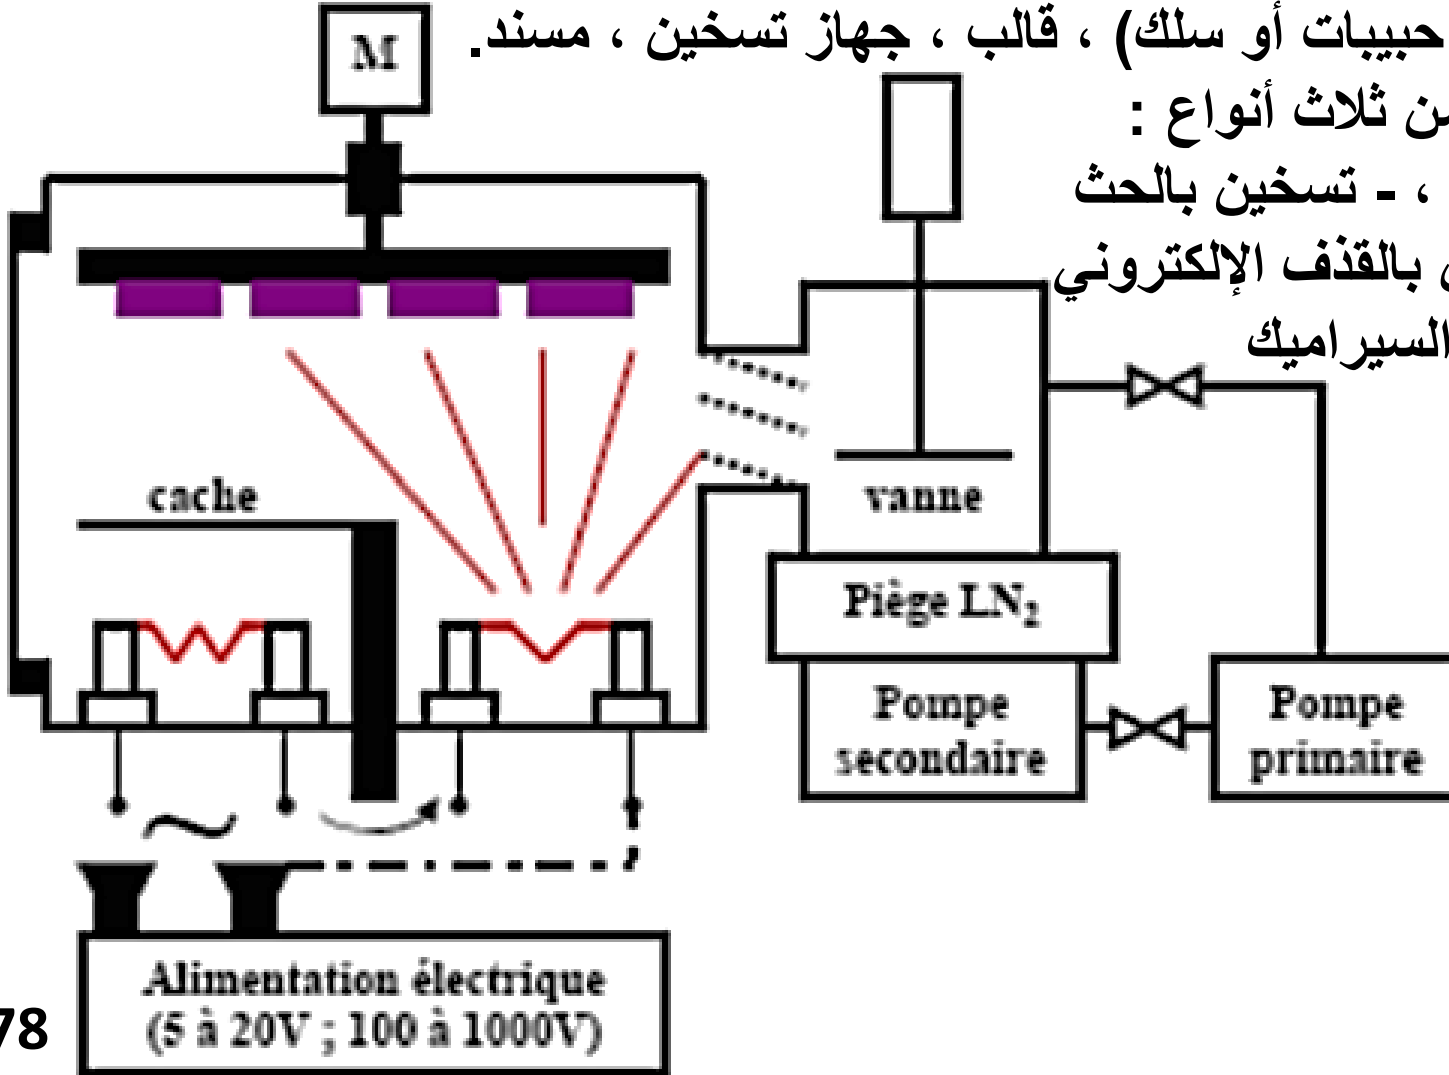 حبيبات أو سلك) ، قالب ، جهاز تسخين ، مسند.
ثلاث أنواع :
، - تسخين بالحث
بالقذف الإلكتروني
السيراميك
M
cache
vanne
Piège LN₂
Pompe
secondaire
Pompe
primaire
Alimentation électrique
(5 à 20V ; 100 à 1000V)
78